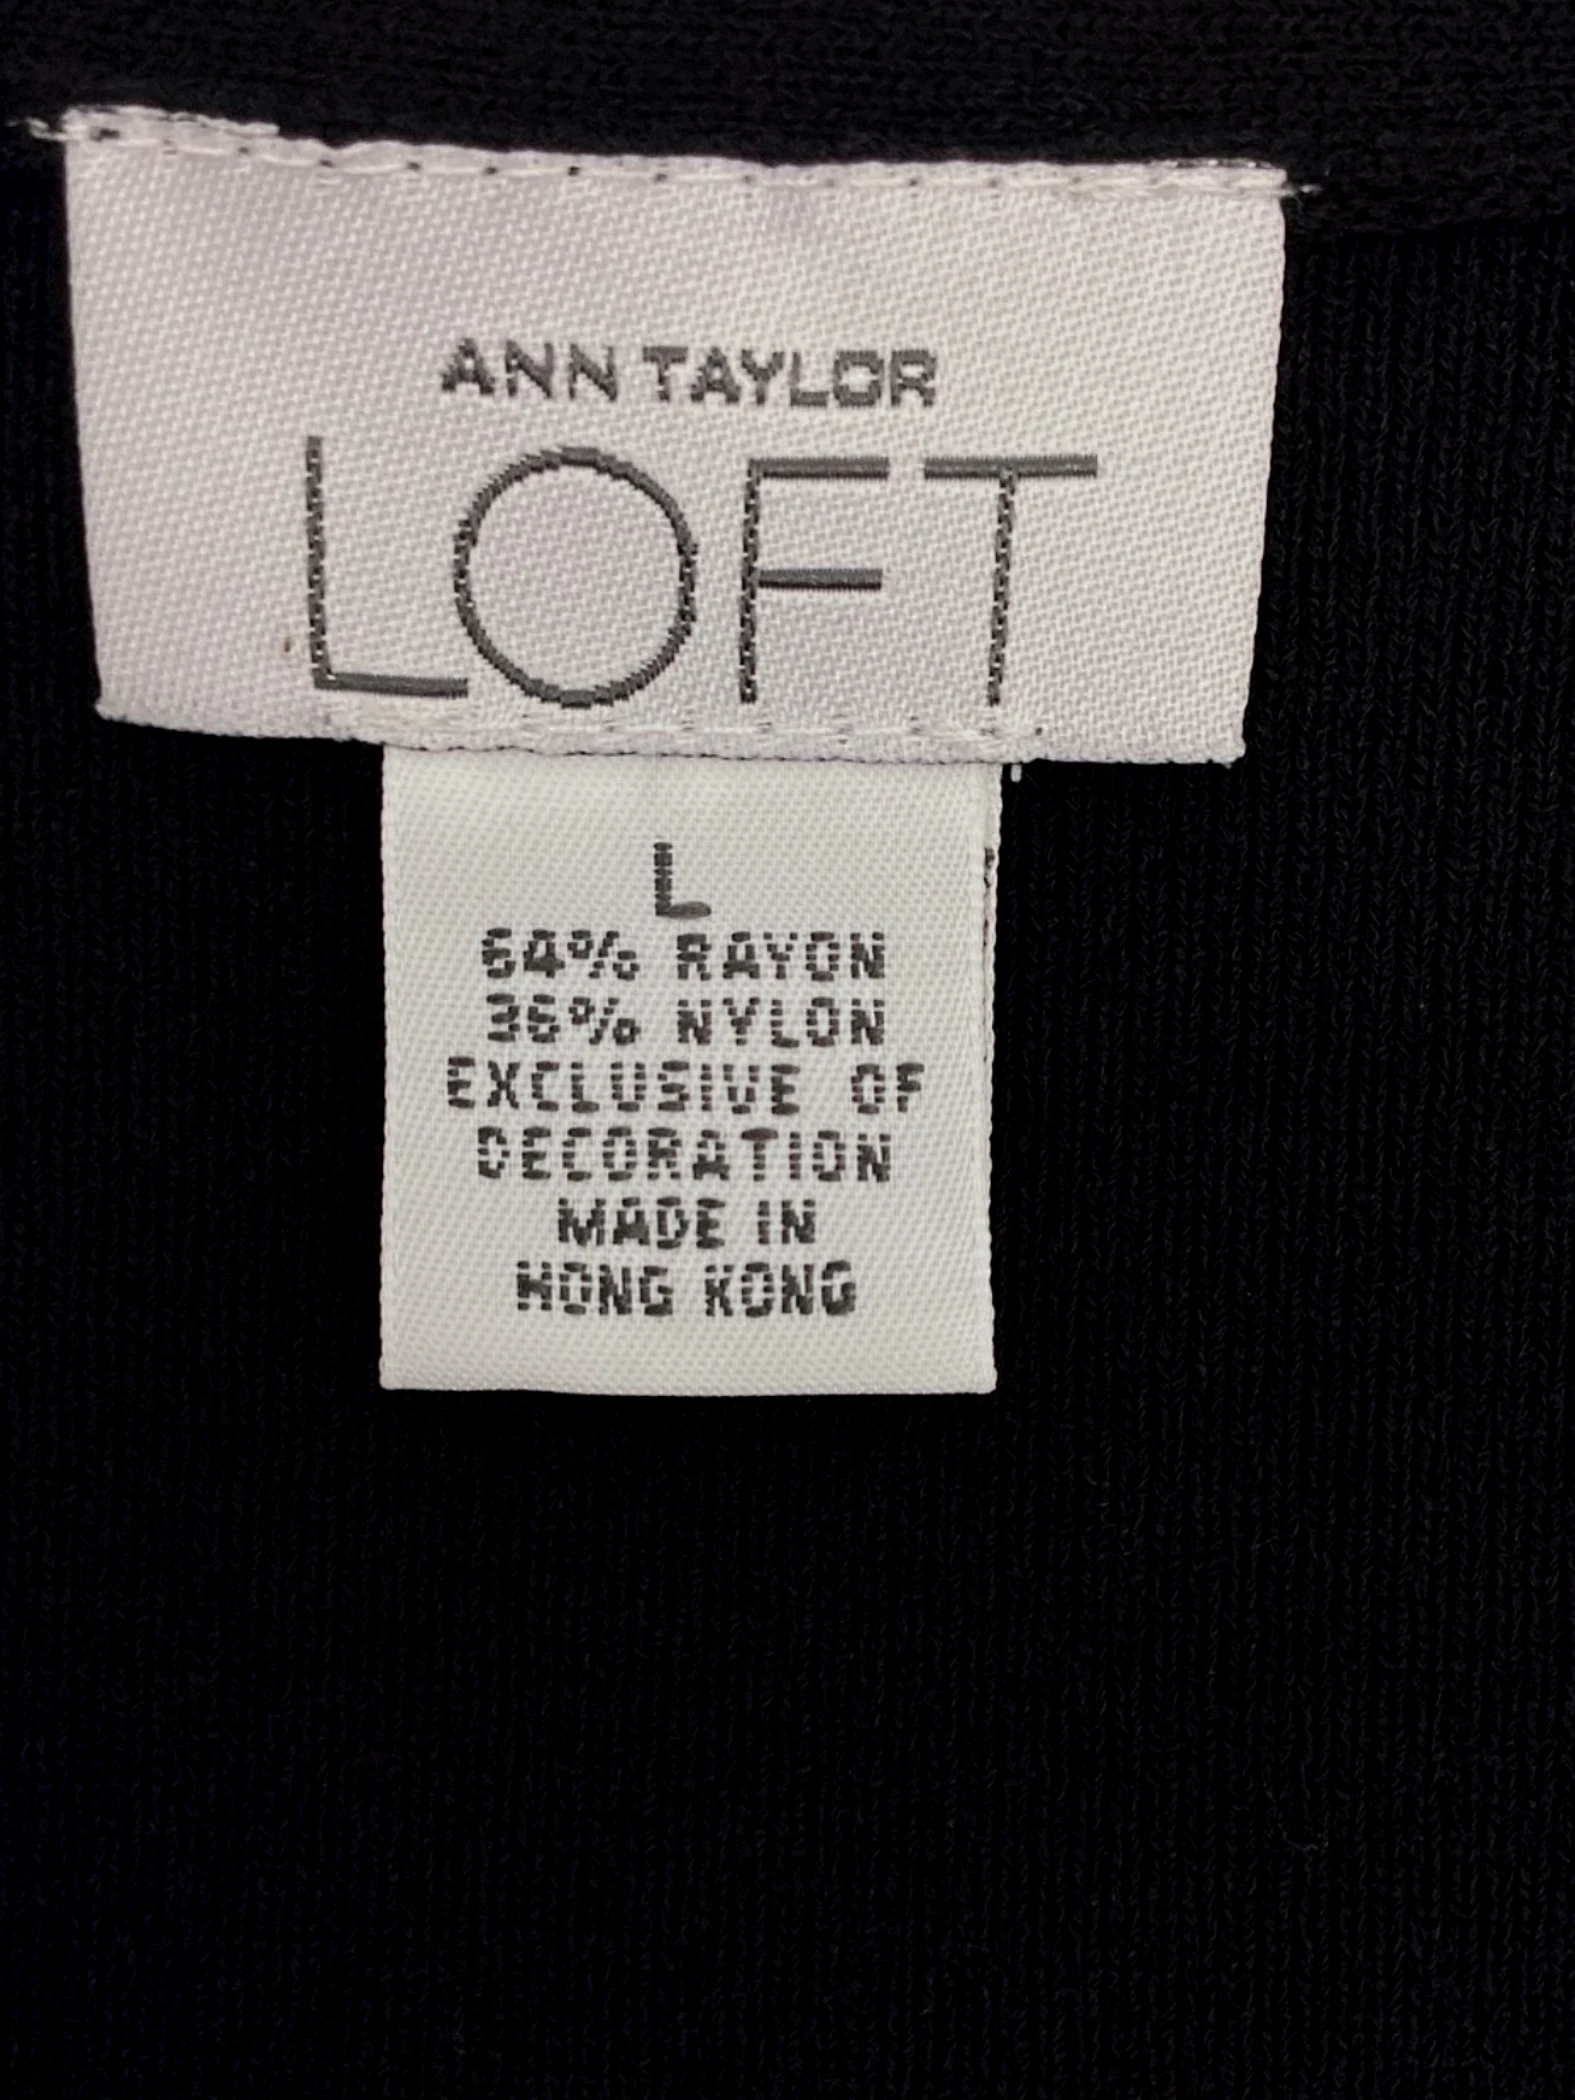 ANN TAYLOR
LOFT
L
64% RAYON
36% NYLON
EXCLUSIVE OF
DECORATION
MADE IN
HONG KONG